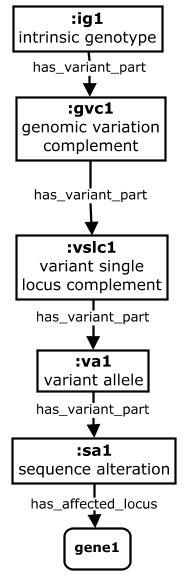 :ig1
intrinsic genotype
has_variant_part
:gvc1
genomic variation
complement
has_variant_part
:vslc1
variant single
locus complement
has_variant_part
:va1
variant allele
has_variant_part
:sa1
sequence alteration
has_affected_locus
gene1